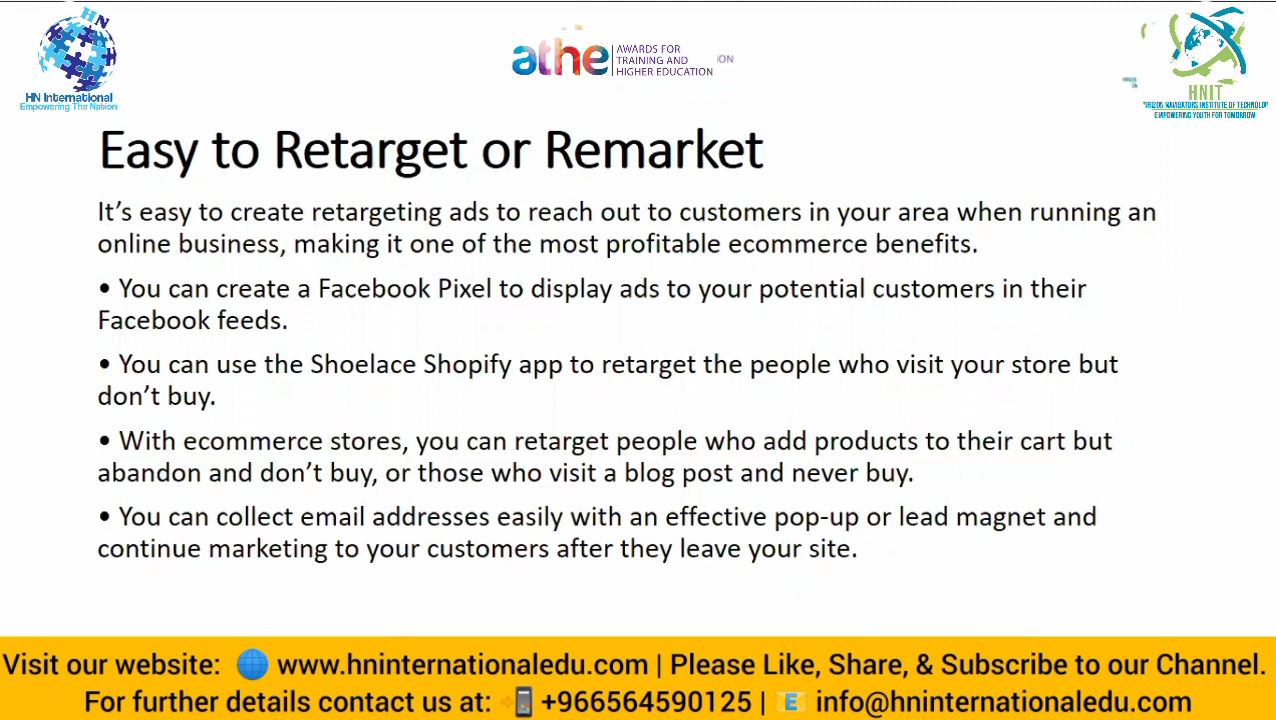 HN
HN International
Empowering The Nation
athe
AWARDS FOR
TRAINING AND
HIGHER EDUCATION
ION
HNIT
HORIZON NAVIGATORS INSTITUTE OF TECHNOLOGY
EMPOWERING YOUTH FOR TOMORROW
Easy to Retarget or Remarket
It’s easy to create retargeting ads to reach out to customers in your area when running an
online business, making it one of the most profitable ecommerce benefits.
• You can create a Facebook Pixel to display ads to your potential customers in their
Facebook feeds.
• You can use the Shoelace Shopify app to retarget the people who visit your store but
don’t buy.
• With ecommerce stores, you can retarget people who add products to their cart but
abandon and don’t buy, or those who visit a blog post and never buy.
• You can collect email addresses easily with an effective pop-up or lead magnet and
continue marketing to your customers after they leave your site.
Visit our website: 🌐 www.hninternationaledu.com | Please Like, Share, & Subscribe to our Channel.
For further details contact us at: 📲 +966564590125 | 📧 info@hninternationaledu.com